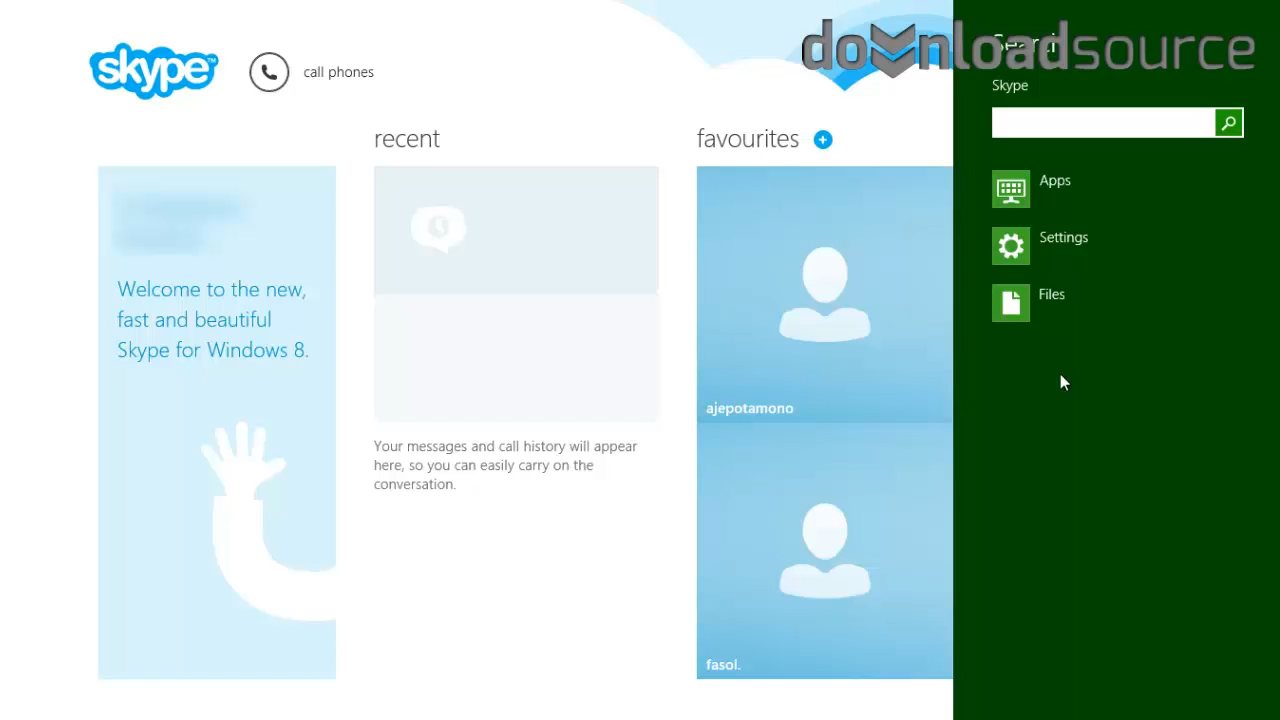 skype™
call phones
downloadsource
Search
Skype
recent
favourites
Apps
Settings
Files
Welcome to the new,
fast and beautiful
Skype for Windows 8.
ajepotamono
Your messages and call history will appear
here, so you can easily carry on the
conversation.
fasol.